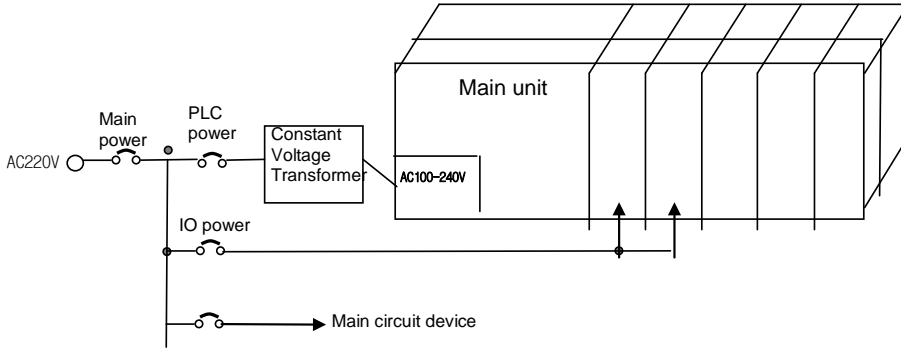 Main unit
Main
power
PLC
power
Constant
Voltage
Transformer
AC220V
AC100-240V
IO power
Main circuit device